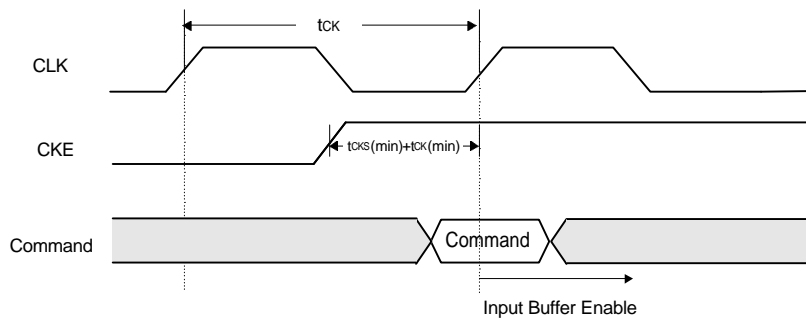 tCK
CLK
CKE
tCKS(min)+tCK(min)
Command
Command
Input Buffer Enable